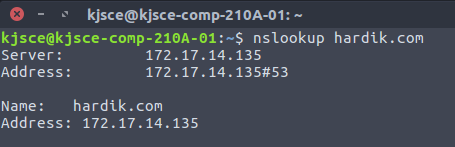 kjsce@kjsce-comp-210A-01: ~
kjsce@kjsce-comp-210A-01:~$ nslookup hardik.com
Server:		172.17.14.135
Address:	172.17.14.135#53

Name:	hardik.com
Address: 172.17.14.135